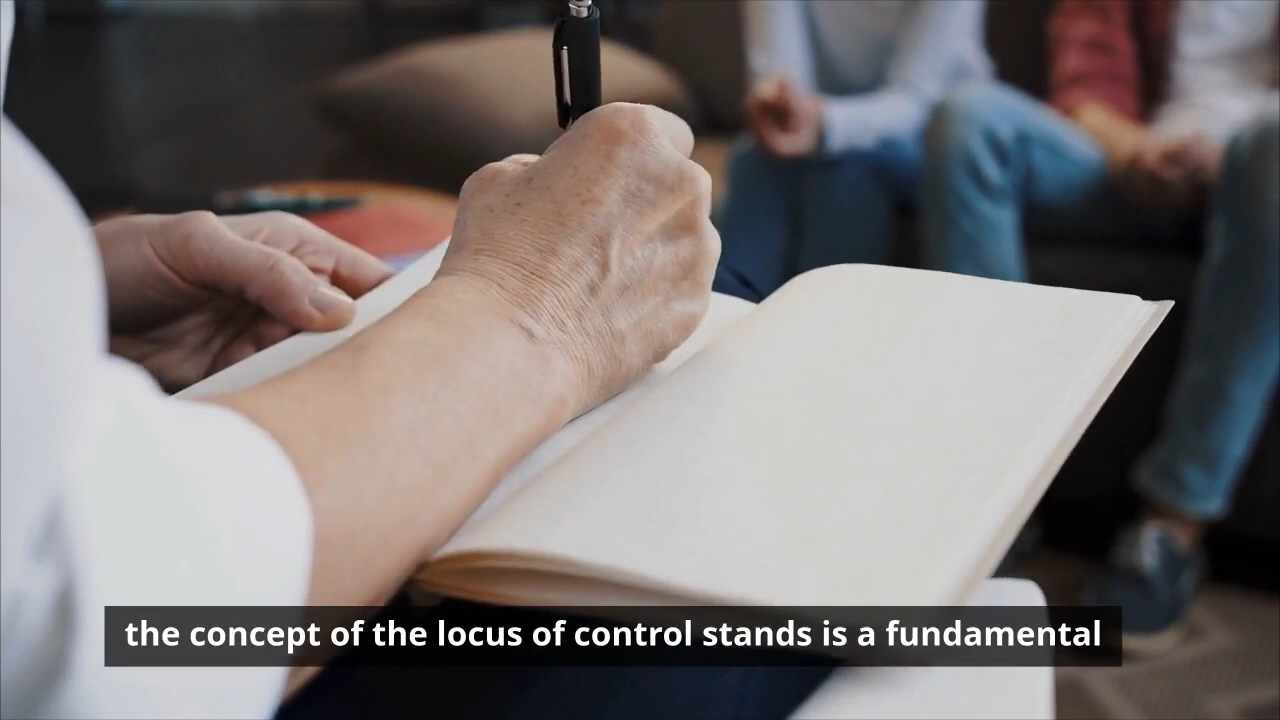 the concept of the locus of control stands is a fundamental